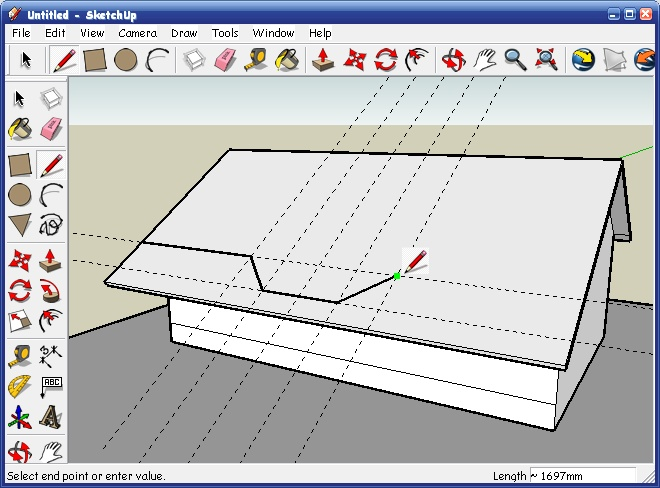 Untitled - SketchUp
File Edit View Camera Draw Tools Window Help
ABC
Select end point or enter value.
Length ~ 1697mm